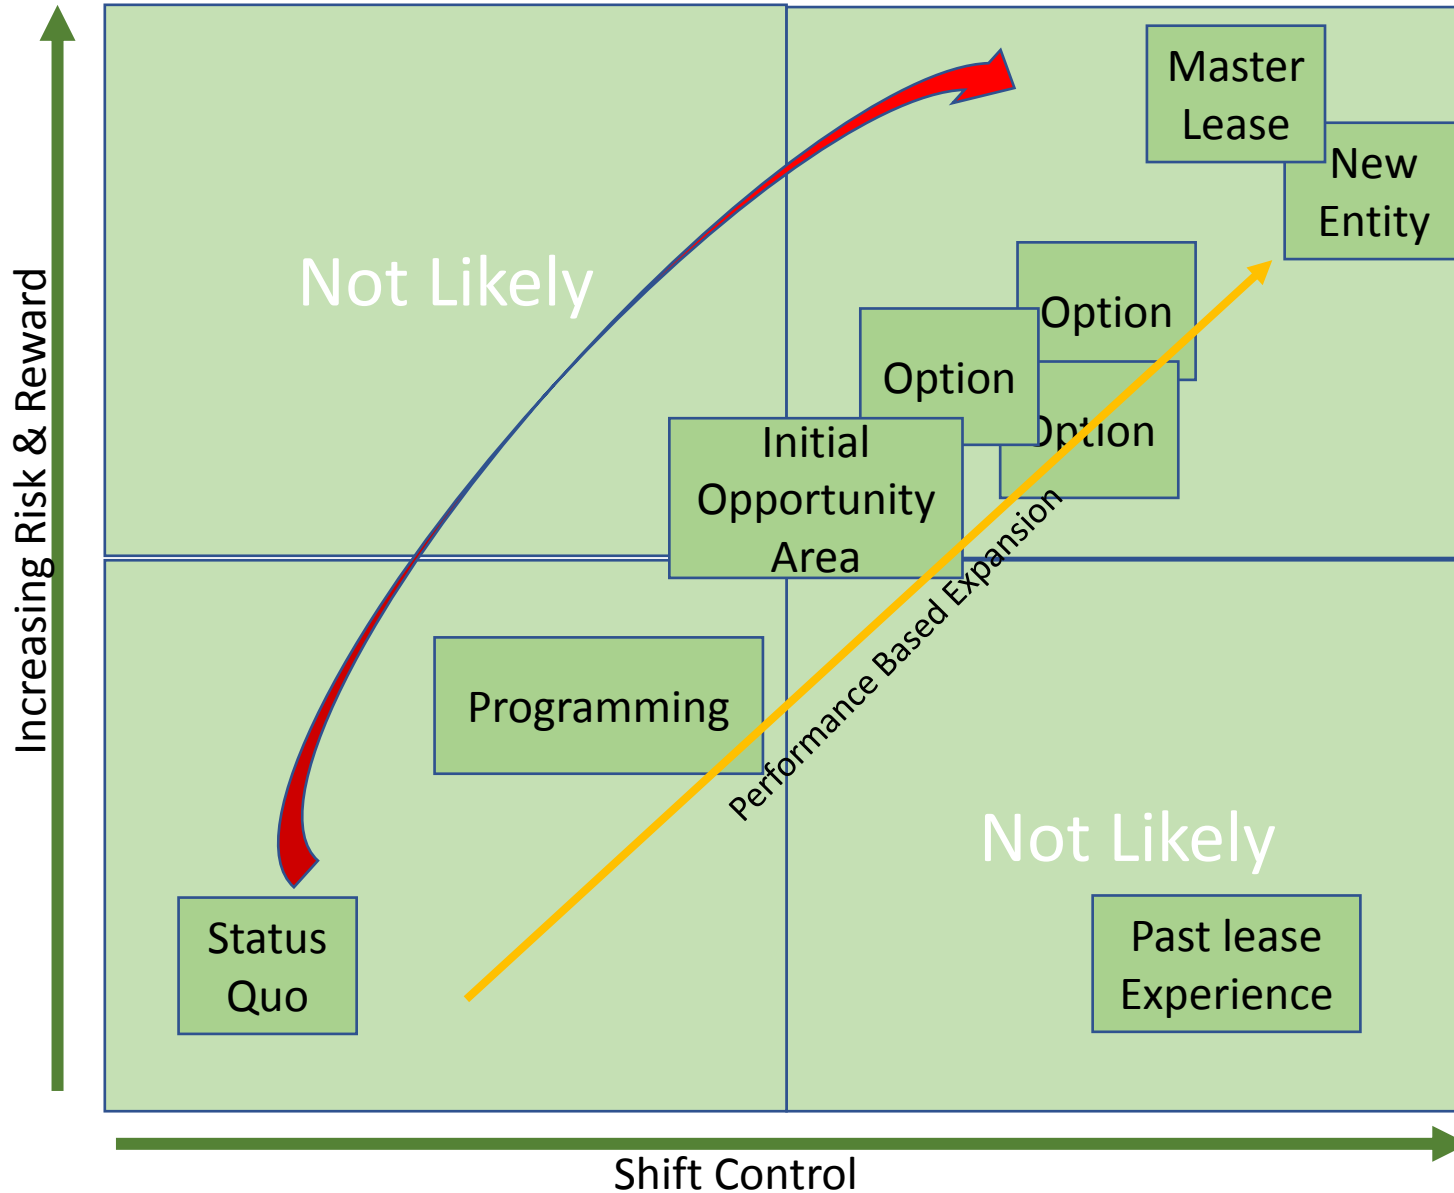 Master
Lease
New
Entity
Not Likely
Option
Option
Option
Initial
Opportunity
Area
Increasing Risk & Reward
Performance Based Expansion
Programming
Not Likely
Status
Quo
Past lease
Experience
Shift Control